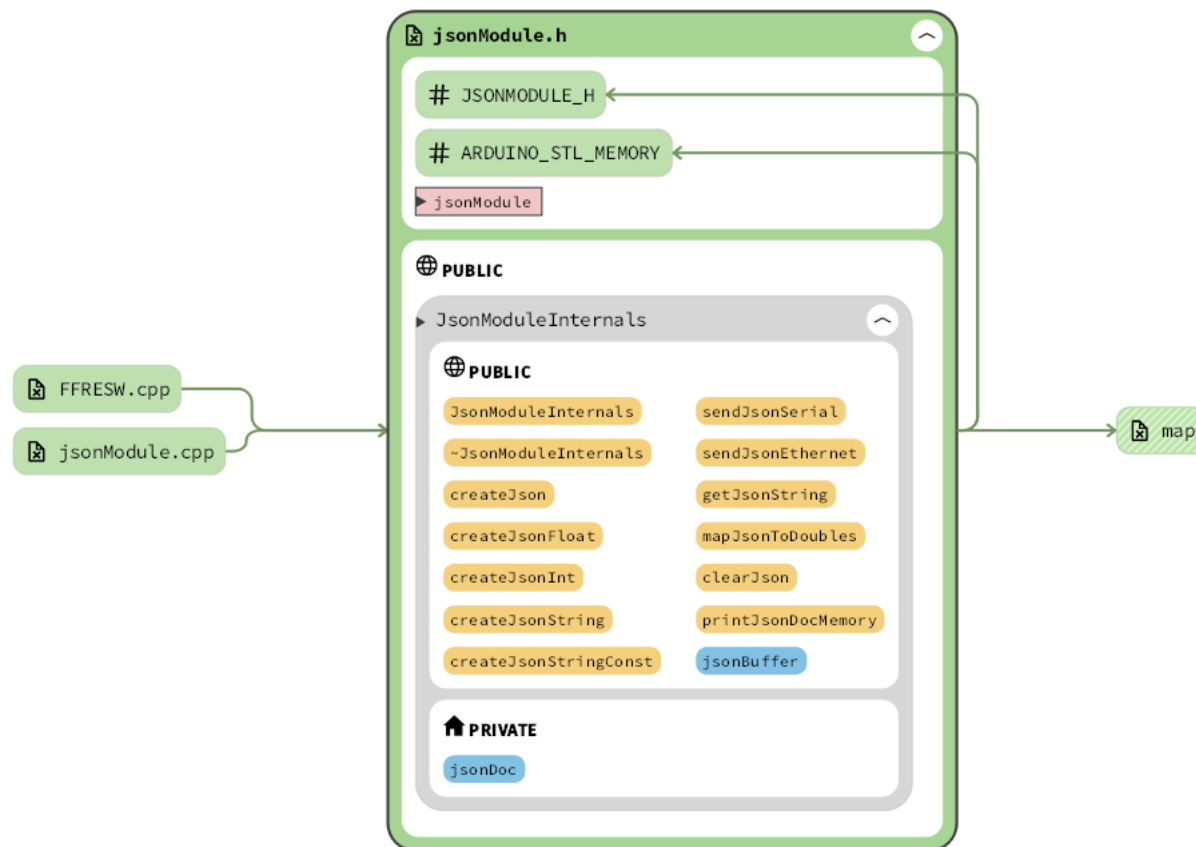 jsonModule.h
# JSONMODULE_H
# ARDUINO_STL_MEMORY
jsonModule
PUBLIC
JsonModuleInternals
PUBLIC
JsonModuleInternals
sendJsonSerial
~JsonModuleInternals
sendJsonEthernet
createJson
getJsonString
createJsonFloat
mapJsonToDoubles
createJsonInt
clearJson
createJsonString
printJsonDocMemory
createJsonStringConst
jsonBuffer
PRIVATE
jsonDoc
FFRESW.cpp
jsonModule.cpp
map